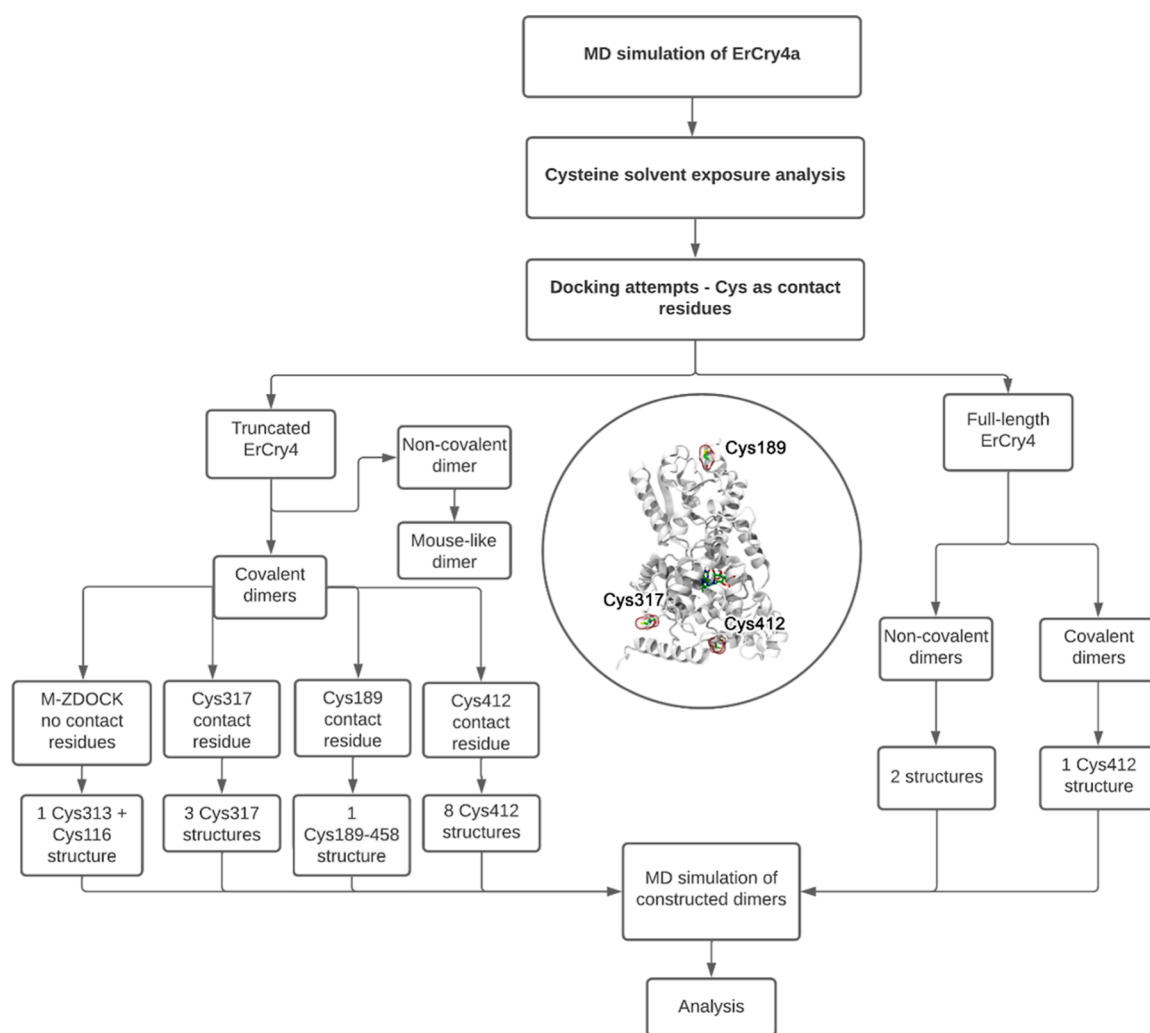 MD simulation of ErCry4a
Cysteine solvent exposure analysis
Docking attempts - Cys as contact
residues
Truncated
ErCry4
Non-covalent
dimer
Mouse-like
dimer
Covalent
dimers
Full-length
ErCry4
Cys189
Cys317
Cys412
Non-covalent
dimers
Covalent
dimers
M-ZDOCK
no contact
residues
Cys317
contact
residue
Cys189
contact
residue
Cys412
contact
residue
2 structures
1 Cys412
structure
1 Cys313 +
Cys116
structure
3 Cys317
structures
1
Cys189-458
structure
8 Cys412
structures
MD simulation of
constructed dimers
Analysis